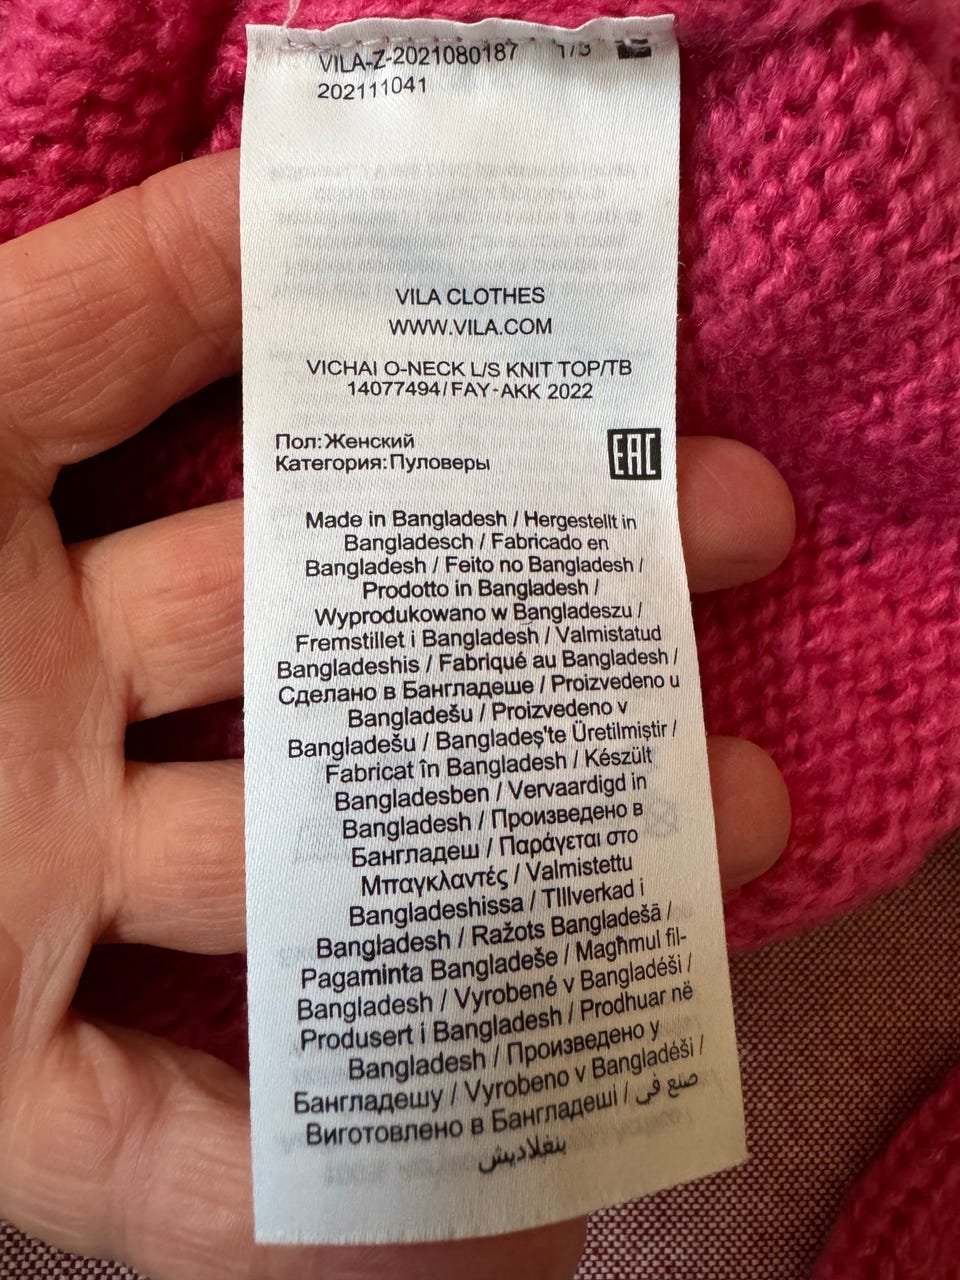 VILA-Z-2021080187 1/3
202111041
VILA CLOTHES
WWW.VILA.COM
VICHAI O-NECK L/S KNIT TOP/TB
14077494/FAY-AKK 2022
Пол:Женский
Категория:Пуловеры
EAC
Made in Bangladesh / Hergestellt in
Bangladesch / Fabricado en
Bangladesh / Feito no Bangladesh /
Prodotto in Bangladesh /
Wyprodukowano w Bangladeszu /
Fremstillet i Bangladesh / Valmistatud
Bangladeshis / Fabriqué au Bangladesh /
Сделано в Бангладеше / Proizvedeno u
Bangladešu / Proizvedeno v
Bangladešu / Bangladeş'te Üretilmiştir /
Fabricat în Bangladesh / Készült
Bangladesben / Vervaardigd in
Bangladesh / Произведено в
Бангладеш / Παράγεται στο
Μπαγκλαντές / Valmistettu
Bangladeshissa / TIllverkad i
Bangladesh / Ražots Bangladešā /
Pagaminta Bangladeše / Magħmul fil-
Bangladesh / Vyrobené v Bangladéši /
Produsert i Bangladesh / Prodhuar në
Bangladesh / Произведено у
Бангладешу / Vyrobeno v Bangladéši /
Виготовлено в Бангладеші / صنع في
بنغلاديش